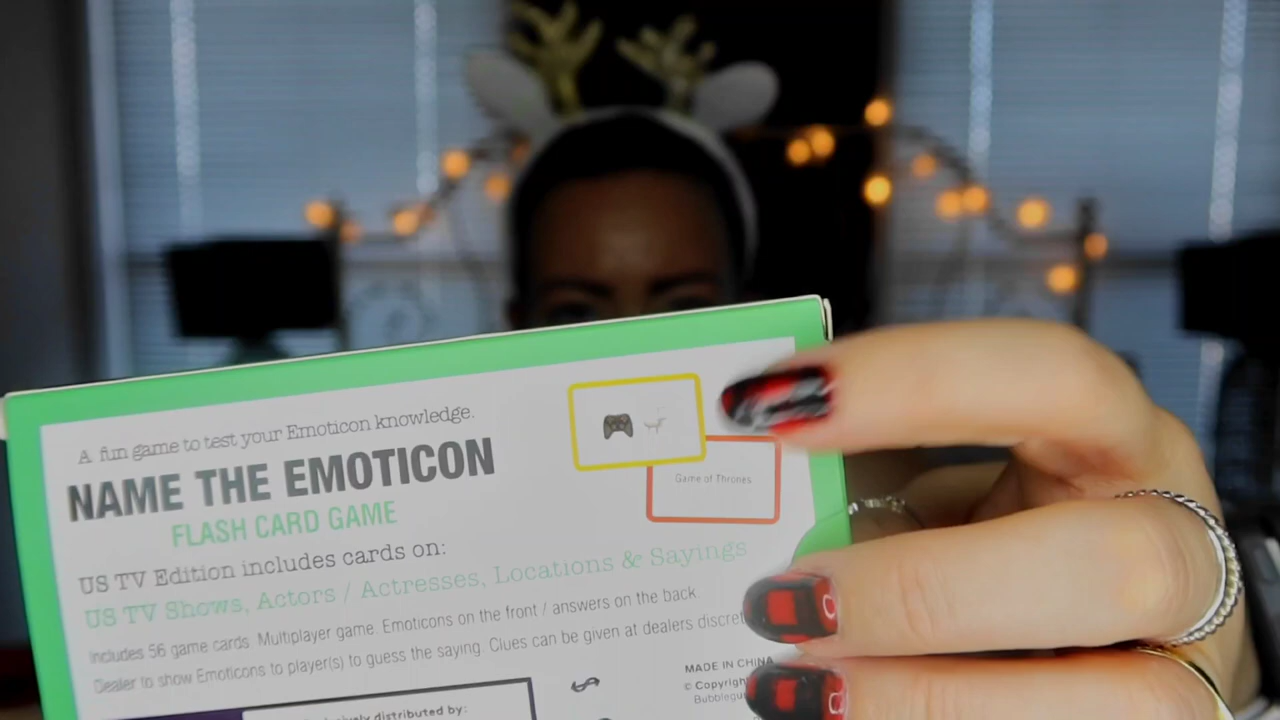 A fun game to test your Emoticon knowledge.
NAME THE EMOTICON
FLASH CARD GAME
US TV Edition includes cards on:
US TV Shows, Actors / Actresses, Locations & Sayings
Includes 56 game cards. Multiplayer game. Emoticons on the front / answers on the back.
Dealer to show Emoticons to player(s) to guess the saying. Clues can be given at dealers
Game of Thrones
MADE IN CHINA
© Copyright
distributed by: